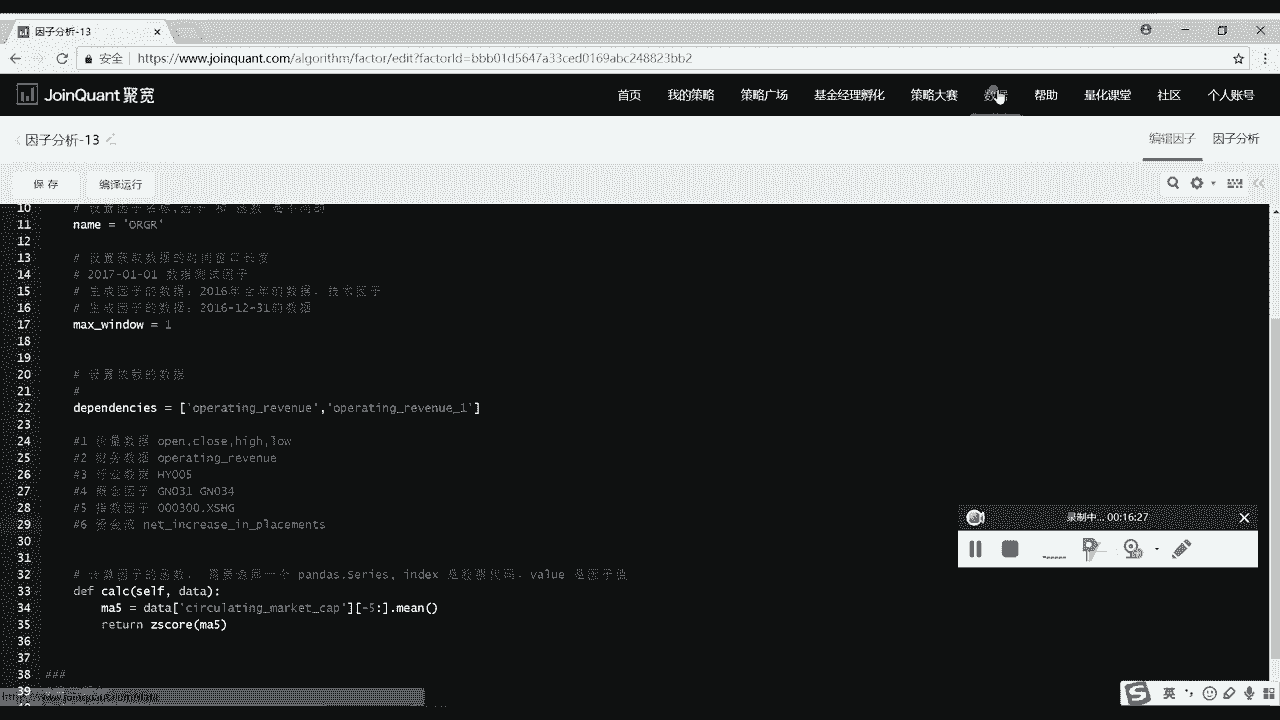 因子分析-13
安全 https://www.joinquant.com/algorithm/factor/edit?factorId=bbb01d5647a33ced0169abc248823bb2
JoinQuant 聚宽 首页 我的策略 策略广场 基金经理孵化 策略大赛 数据 帮助 量化课堂 社区 个人账号
因子分析-13 编辑因子 因子分析
保存 编译运行
10
11 name = 'ORGR'
12
13 # 设置获取数据的时间窗口长度
14 # 2017-01-01 数据测试因子
15 # 生成因子的数据：2016年全年的数据，技术因子
16 # 生成因子的数据：2016-12-31的数据
17 max_window = 1
18
19
20 # 设置依赖的数据
21 #
22 dependencies = ['operating_revenue','operating_revenue_1']
23
24 #1 价量数据 open,close,high,low
25 #2 财务数据 operating_revenue
26 #3 行业数据 HY005
27 #4 概念因子 GN031 GN034
28 #5 指数因子 000300.XSHG
29 #6 资金流 net_increase_in_placements
30
31
32 # 计算因子的函数， 需要返回一个 pandas.Series, index 是股票代码，value 是因子值
33 def calc(self, data):
34 ma5 = data['circulating_market_cap'][-5:].mean()
35 return zscore(ma5)
36
37
38 ###
39
录制中... 00:16:27
英